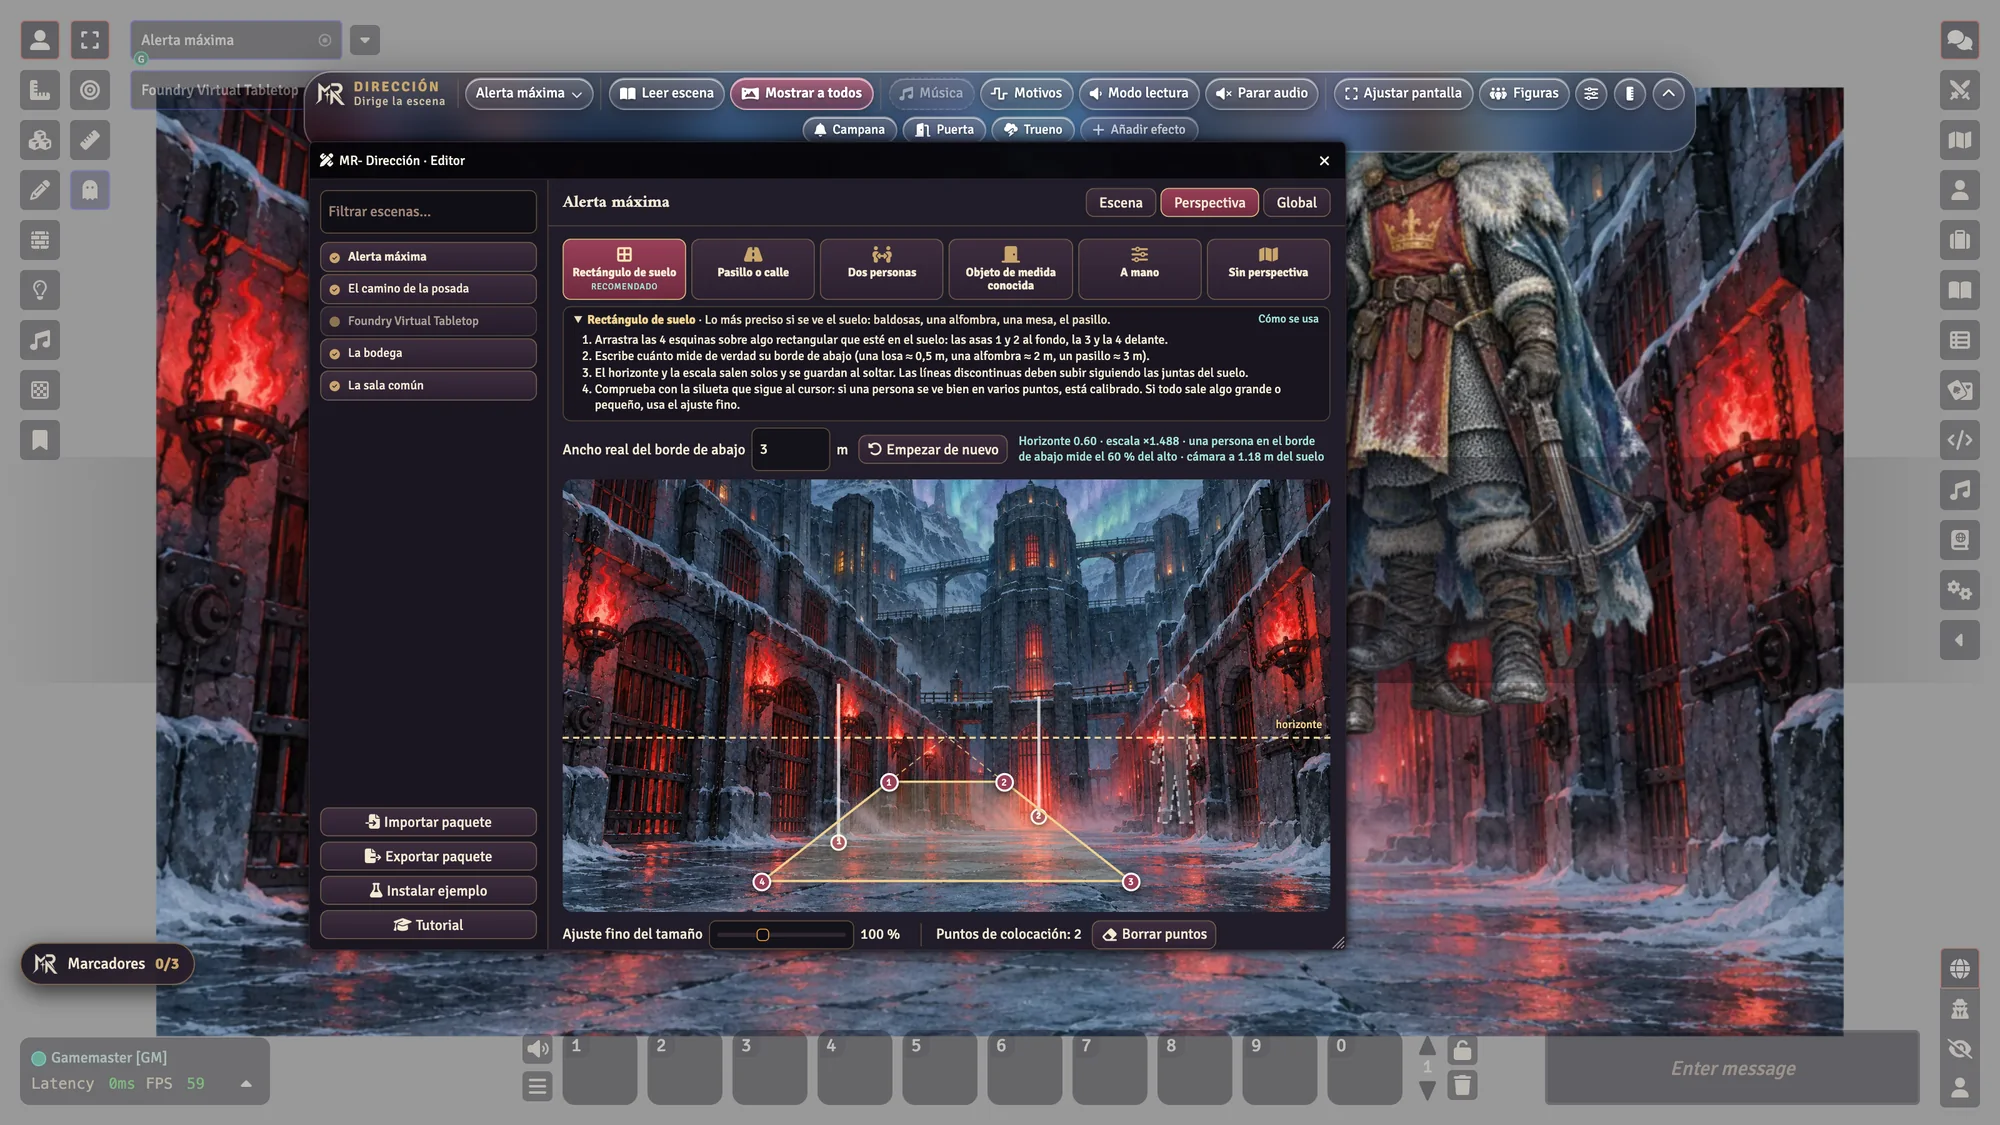 Alerta máxima
G
Foundry Virtual Tabletop
MR
DIRECCIÓN
Dirige la escena
Alerta máxima
Leer escena
Mostrar a todos
Música
Motivos
Modo lectura
Parar audio
Ajustar pantalla
Figuras
Campana
Puerta
Trueno
+ Añadir efecto
MR- Dirección · Editor
Filtrar escenas...
Alerta máxima
El camino de la posada
Foundry Virtual Tabletop
La bodega
La sala común
Importar paquete
Exportar paquete
Instalar ejemplo
Tutorial
Alerta máxima
Escena
Perspectiva
Global
Rectángulo de suelo
RECOMENDADO
Pasillo o calle
Dos personas
Objeto de medida
conocida
A mano
Sin perspectiva
Rectángulo de suelo · Lo más preciso si se ve el suelo: baldosas, una alfombra, una mesa, el pasillo.
Cómo se usa
1. Arrastra las 4 esquinas sobre algo rectangular que esté en el suelo: las asas 1 y 2 al fondo, la 3 y la 4 delante.
2. Escribe cuánto mide de verdad su borde de abajo (una losa ≈ 0,5 m, una alfombra ≈ 2 m, un pasillo ≈ 3 m).
3. El horizonte y la escala salen solos y se guardan al soltar. Las líneas discontinuas deben subir siguiendo las juntas del suelo.
4. Comprueba con la silueta que sigue al cursor: si una persona se ve bien en varios puntos, está calibrado. Si todo sale algo grande o
pequeño, usa el ajuste fino.
Ancho real del borde de abajo
3
m
Empezar de nuevo
Horizonte 0.60 · escala ×1.488 · una persona en el borde
de abajo mide el 60 % del alto · cámara a 1.18 m del suelo
horizonte
1
2
1
2
4
3
Ajuste fino del tamaño
100 %
Puntos de colocación: 2
Borrar puntos
MR
Marcadores 0/3
Gamemaster [GM]
Latency 0ms FPS 59
1
2
3
4
5
6
7
8
9
0
1
Enter message